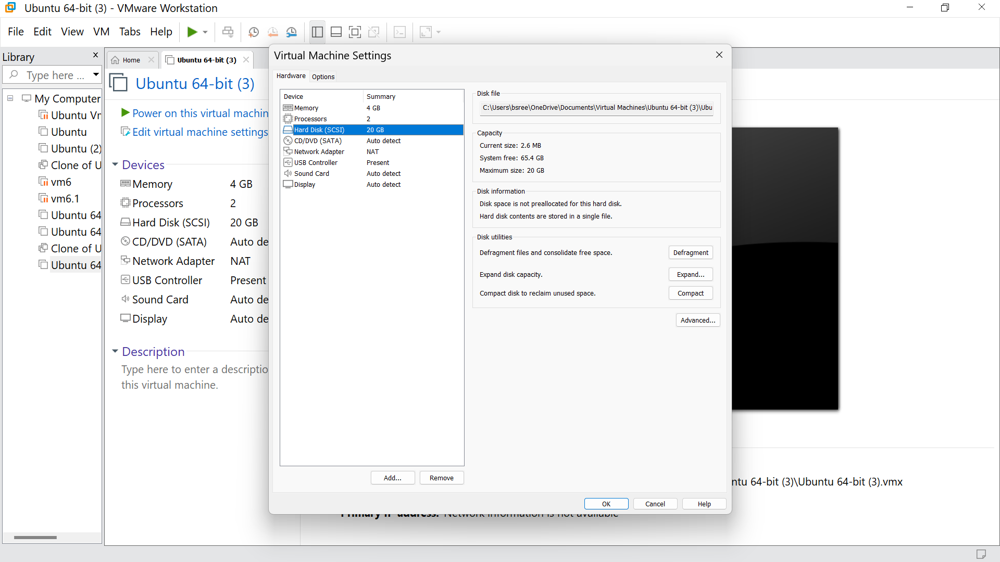 Ubuntu 64-bit (3) - VMware Workstation
File Edit View VM Tabs Help
Library
Type here ...
My Computer
Ubuntu Vr
Ubuntu
Ubuntu (2)
Clone of U
vm6
vm6.1
Ubuntu 64
Ubuntu 64
Clone of U
Ubuntu 64
Home
Ubuntu 64-bit (3)
Ubuntu 64-bit (3)
Power on this virtual machin
Edit virtual machine settings
Devices
Memory 4 GB
Processors 2
Hard Disk (SCSI) 20 GB
CD/DVD (SATA) Auto de
Network Adapter NAT
USB Controller Present
Sound Card Auto de
Display Auto de
Description
Type here to enter a descriptio
this virtual machine.
Virtual Machine Settings
Hardware Options
Device Summary
Memory 4 GB
Processors 2
Hard Disk (SCSI) 20 GB
CD/DVD (SATA) Auto detect
Network Adapter NAT
USB Controller Present
Sound Card Auto detect
Display Auto detect
Add... Remove
Disk file
C:\Users\bsree\OneDrive\Documents\Virtual Machines\Ubuntu 64-bit (3)\Ubu
Capacity
Current size: 2.6 MB
System free: 65.4 GB
Maximum size: 20 GB
Disk information
Disk space is not preallocated for this hard disk.
Hard disk contents are stored in a single file.
Disk utilities
Defragment files and consolidate free space. Defragment
Expand disk capacity. Expand...
Compact disk to reclaim unused space. Compact
Advanced...
OK Cancel Help
ntu 64-bit (3)\Ubuntu 64-bit (3).vmx
Primary IP address: Network information is not available